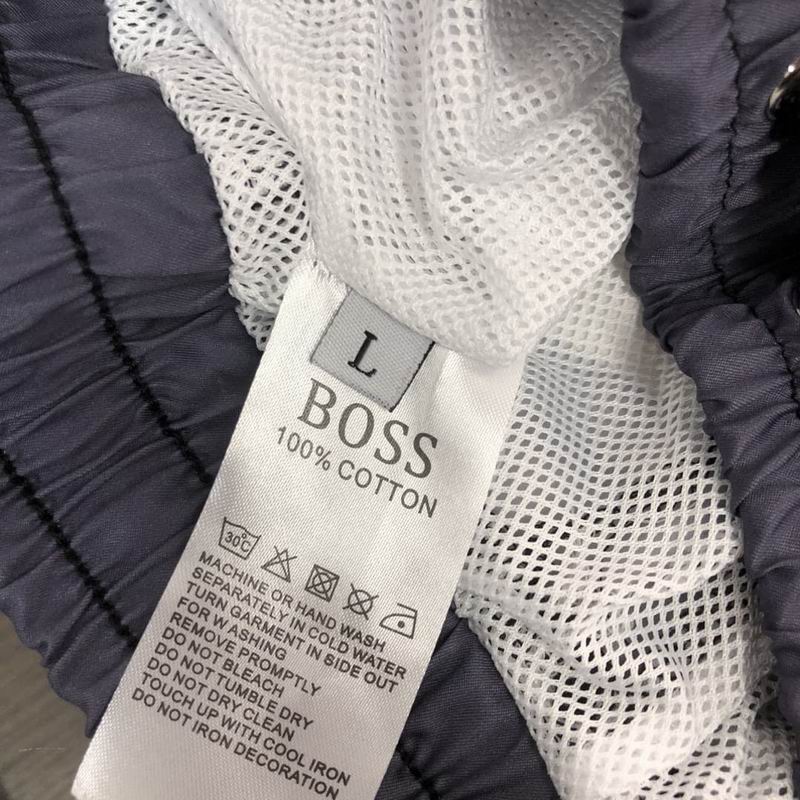 L
BOSS
100% COTTON
30°C
MACHINE OR HAND WASH
SEPARATELY IN COLD WATER
TURN GARMENT IN SIDE OUT
FOR WASHING
REMOVE PROMPTLY
DO NOT BLEACH
DO NOT TUMBLE DRY
DO NOT DRY CLEAN
TOUCH UP WITH COOL IRON
DO NOT IRON DECORATION